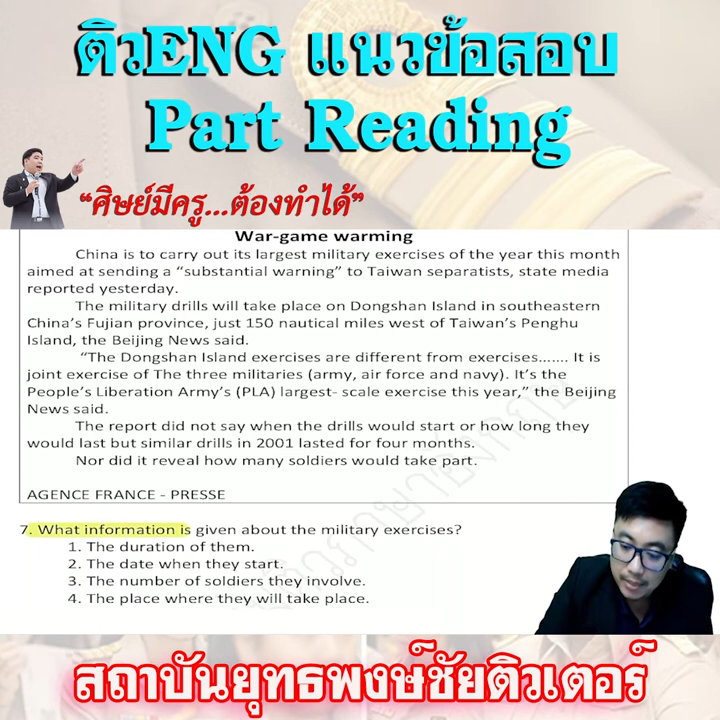 ติวENG แนวข้อสอบ
Part Reading
“ศิษย์มีครู...ต้องทำได้”
War-game warming
China is to carry out its largest military exercises of the year this month
aimed at sending a “substantial warning” to Taiwan separatists, state media
reported yesterday.
The military drills will take place on Dongshan Island in southeastern
China’s Fujian province, just 150 nautical miles west of Taiwan’s Penghu
Island, the Beijing News said.
“The Dongshan Island exercises are different from exercises....... It is
joint exercise of The three militaries (army, air force and navy). It’s the
People’s Liberation Army’s (PLA) largest- scale exercise this year,” the Beijing
News said.
The report did not say when the drills would start or how long they
would last but similar drills in 2001 lasted for four months.
Nor did it reveal how many soldiers would take part.
AGENCE FRANCE - PRESSE
7. What information is given about the military exercises?
1. The duration of them.
2. The date when they start.
3. The number of soldiers they involve.
4. The place where they will take place.
สถาบันยุทธพงษ์ชัยติวเตอร์